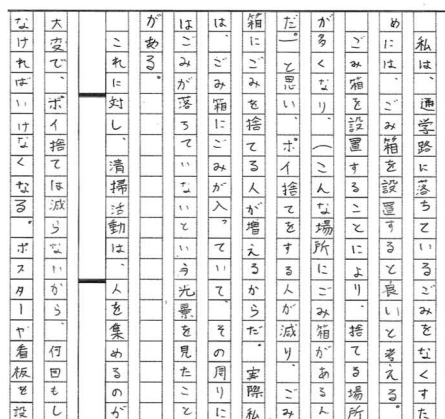 私は、通学路に落ちているごみをなくすた
めには、ごみ箱を設置すると良いと考える。
　ごみ箱を設置することにより、捨てる場所
がるくなり、（こんな場所にごみ箱がある人
だ）と思い、ポイ捨てをする人が減り、ごみ
箱にごみを捨てる人が増えるからだ。実際私
は、ごみ箱にごみが入っていて、その周りに
はごみが落ちていないという光景を見たこと
がある。
　これに対し、清掃活動は、人を集めるのが
大変で、ポイ捨ては減らないから、何回もし
なければいけなくなる。ポスターや看板を設